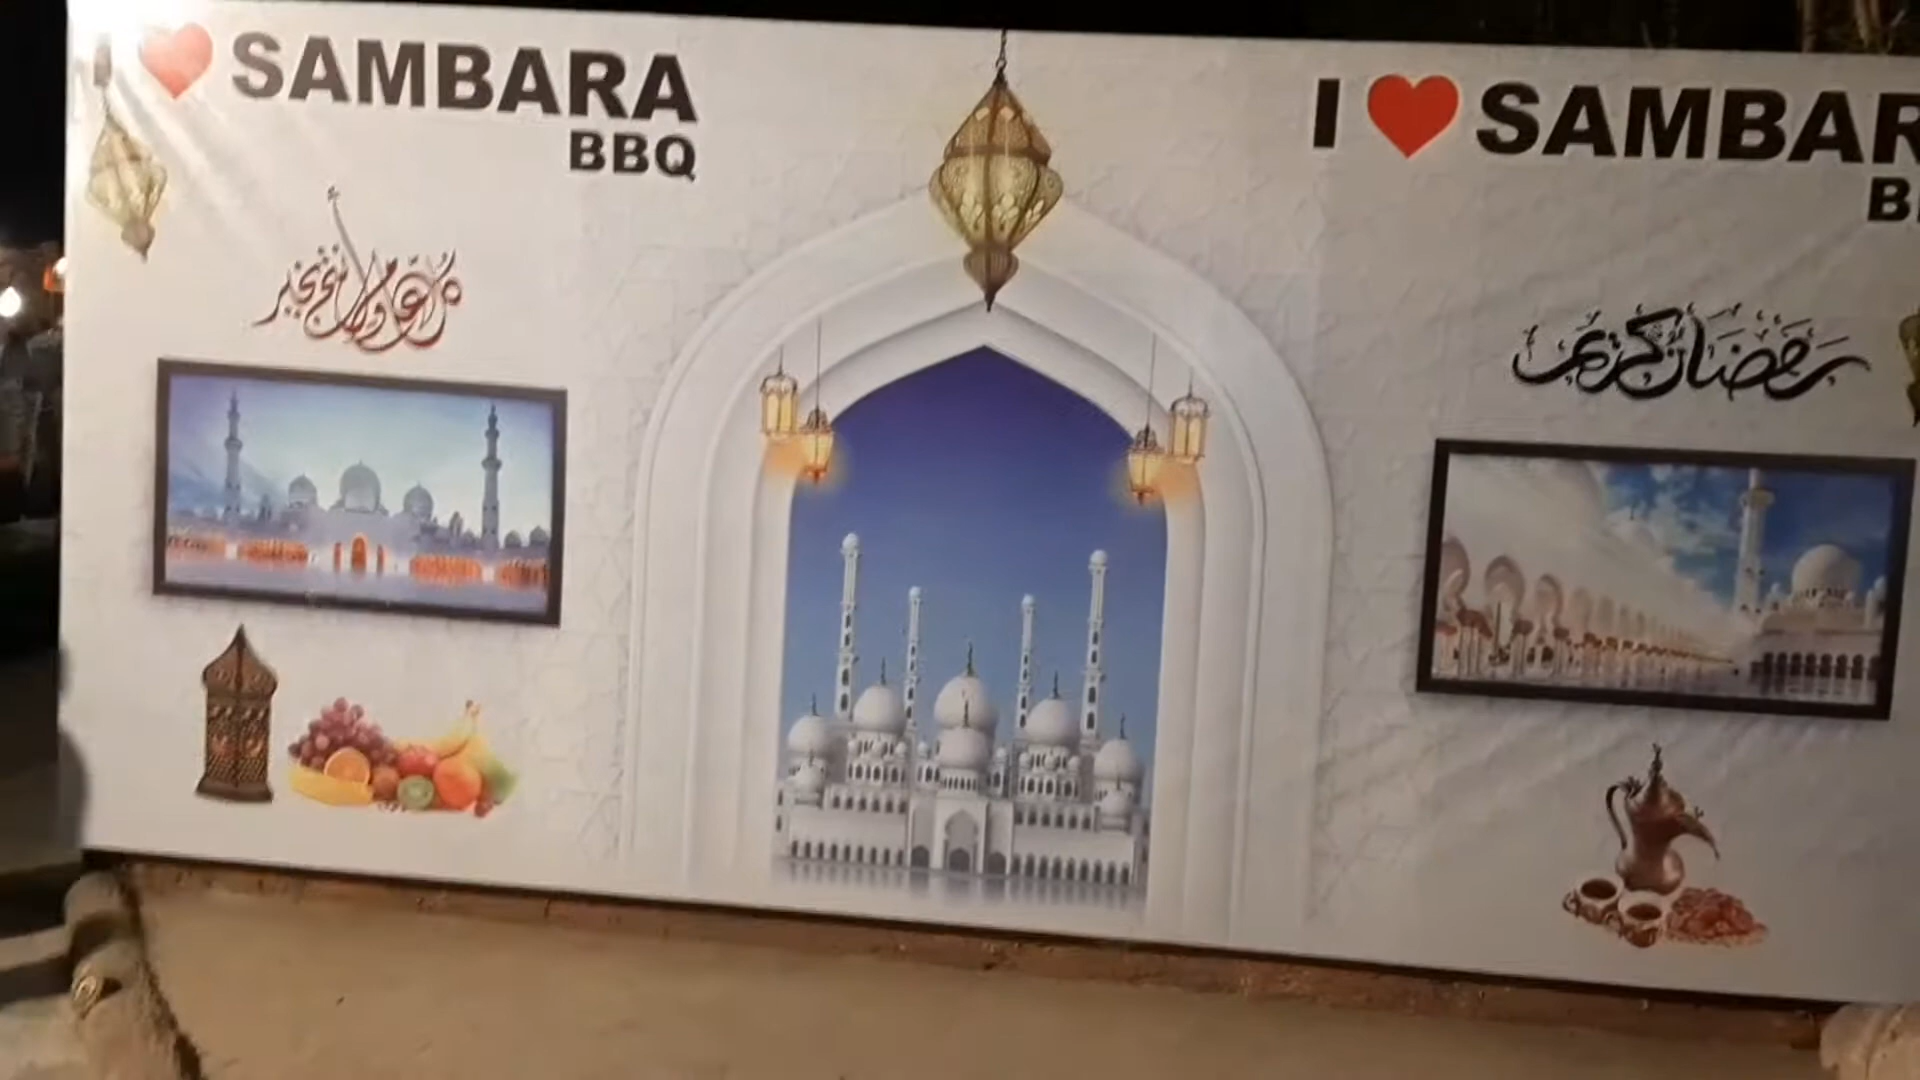 I ❤ SAMBARA
BBQ
كل عام وأنتم بخير
I ❤ SAMBAR
B
رمضان كريم